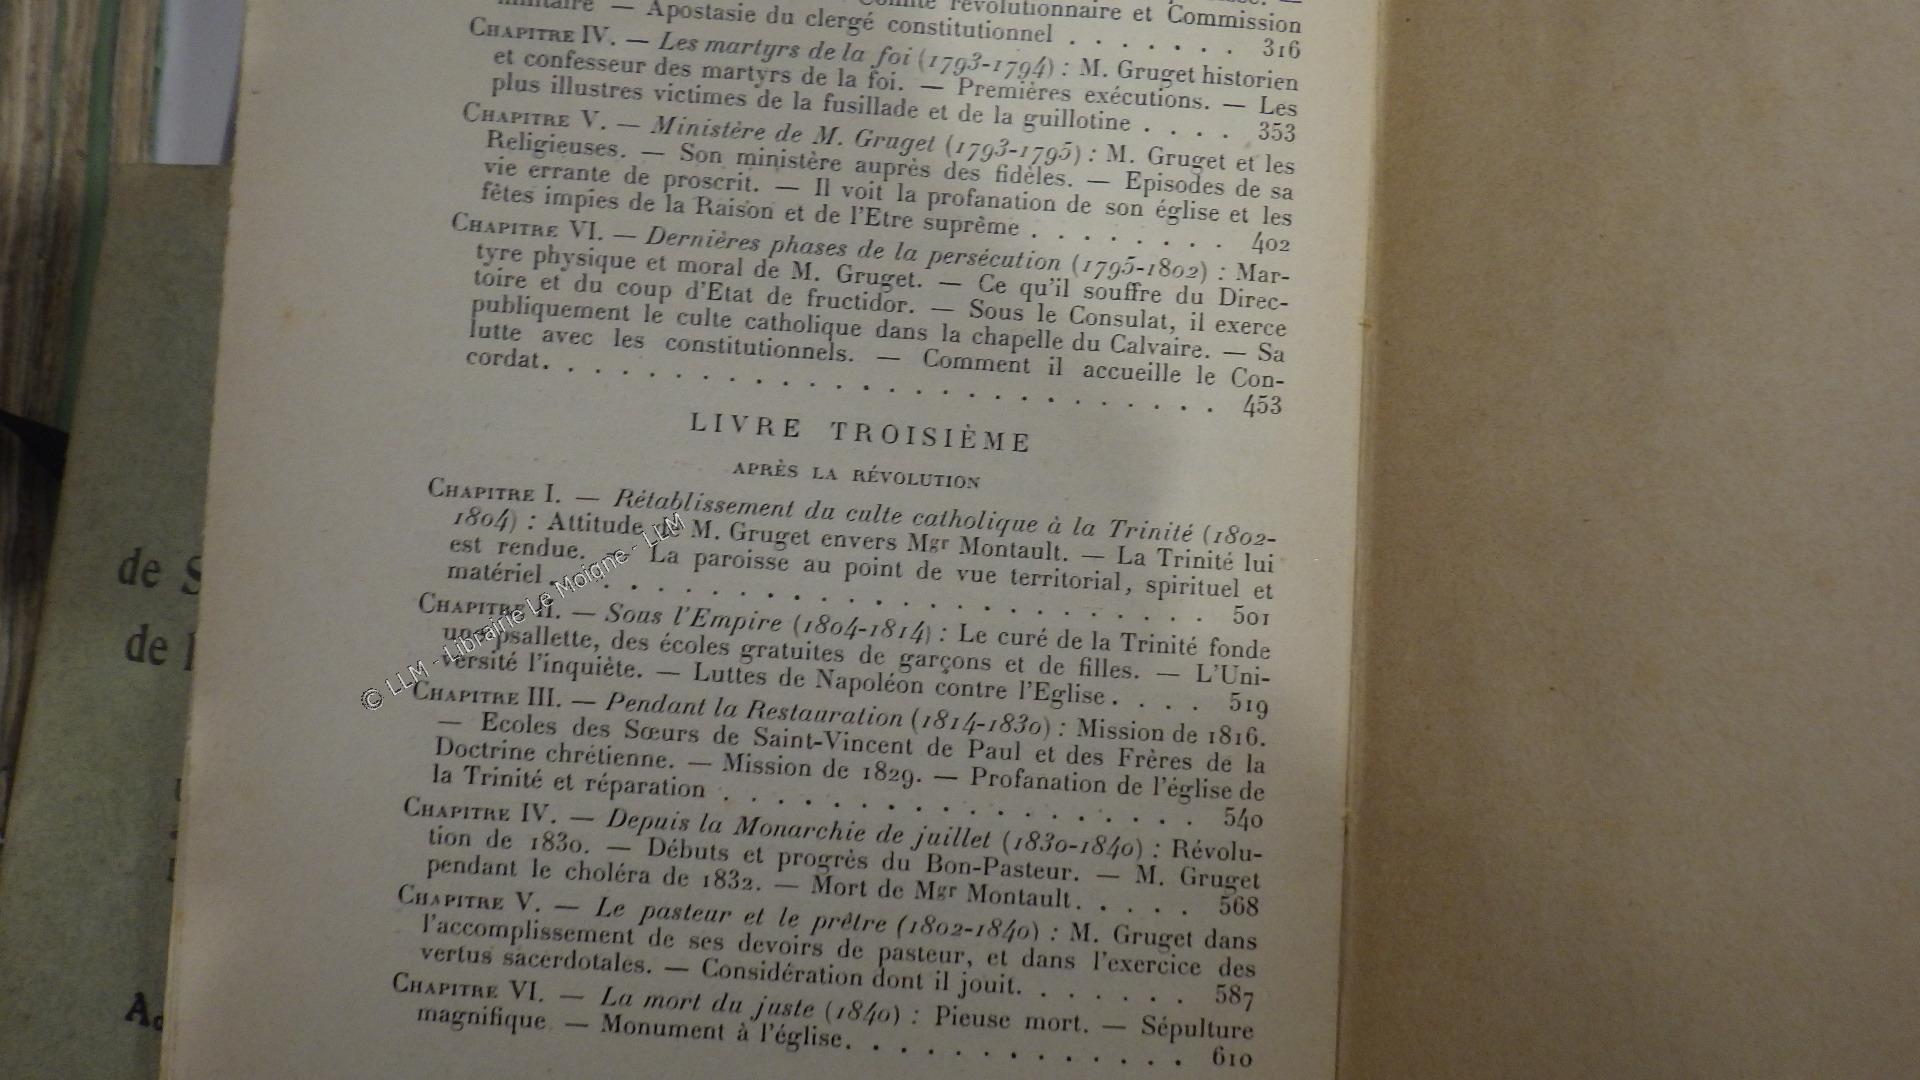 militaire — Apostasie du clergé constitutionnel . . . . . . . 316
révolutionnaire et Commission
CHAPITRE IV. — Les martyrs de la foi (1793-1794) : M. Gruget historien
et confesseur des martyrs de la foi. — Premières exécutions. — Les
plus illustres victimes de la fusillade et de la guillotine . . . . 353
CHAPITRE V. — Ministère de M. Gruget (1793-1795) : M. Gruget et les
Religieuses. — Son ministère auprès des fidèles. — Episodes de sa
vie errante de proscrit. — Il voit la profanation de son église et les
fêtes impies de la Raison et de l'Etre suprême . . . . . . . . 402
CHAPITRE VI. — Dernières phases de la persécution (1795-1802) : Mar-
tyre physique et moral de M. Gruget. — Ce qu'il souffre du Direc-
toire et du coup d'Etat de fructidor. — Sous le Consulat, il exerce
publiquement le culte catholique dans la chapelle du Calvaire. — Sa
lutte avec les constitutionnels. — Comment il accueille le Con-
cordat. . . . . . . . . . . . . . . . . . . . . . . . . . 453
LIVRE TROISIÈME
APRÈS LA RÉVOLUTION
CHAPITRE I. — Rétablissement du culte catholique à la Trinité (1802-
1804) : Attitude de M. Gruget envers Mgr Montault. — La Trinité lui
est rendue. — La paroisse au point de vue territorial, spirituel et
matériel . . . . . . . . . . . . . . . . . . . . . . . . . 501
CHAPITRE II. — Sous l'Empire (1804-1814) : Le curé de la Trinité fonde
une psallette, des écoles gratuites de garçons et de filles. — L'Uni-
versité l'inquiète. — Luttes de Napoléon contre l'Eglise. . . . . 519
CHAPITRE III. — Pendant la Restauration (1814-1830) : Mission de 1816.
— Ecoles des Sœurs de Saint-Vincent de Paul et des Frères de la
Doctrine chrétienne. — Mission de 1829. — Profanation de l'église de
la Trinité et réparation . . . . . . . . . . . . . . . . . . 540
CHAPITRE IV. — Depuis la Monarchie de juillet (1830-1840) : Révolu-
tion de 1830. — Débuts et progrès du Bon-Pasteur. — M. Gruget
pendant le choléra de 1832. — Mort de Mgr Montault. . . . . . 568
CHAPITRE V. — Le pasteur et le prêtre (1802-1840) : M. Gruget dans
l'accomplissement de ses devoirs de pasteur, et dans l'exercice des
vertus sacerdotales. — Considération dont il jouit. . . . . . . . 587
CHAPITRE VI. — La mort du juste (1840) : Pieuse mort. — Sépulture
magnifique — Monument à l'église. . . . . . . . . . . . . . 610
© LLM - Librairie Le Moigne - LLM
de
de